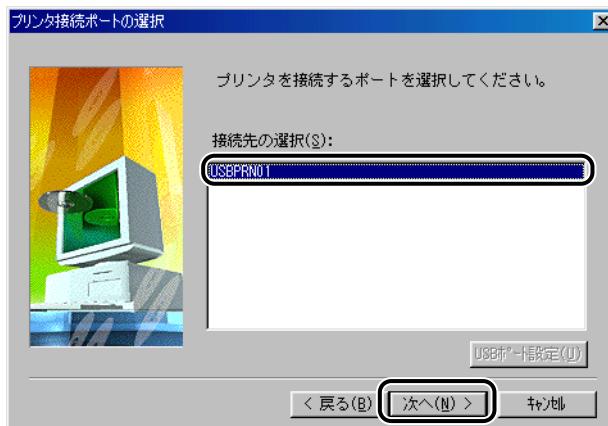 プリンタ接続ポートの選択
プリンタを接続するポートを選択してください。
接続先の選択(S):
USBPRN01
USBﾎﾟｰﾄ設定(U)
< 戻る(B)
次へ(N) >
ｷｬﾝｾﾙ